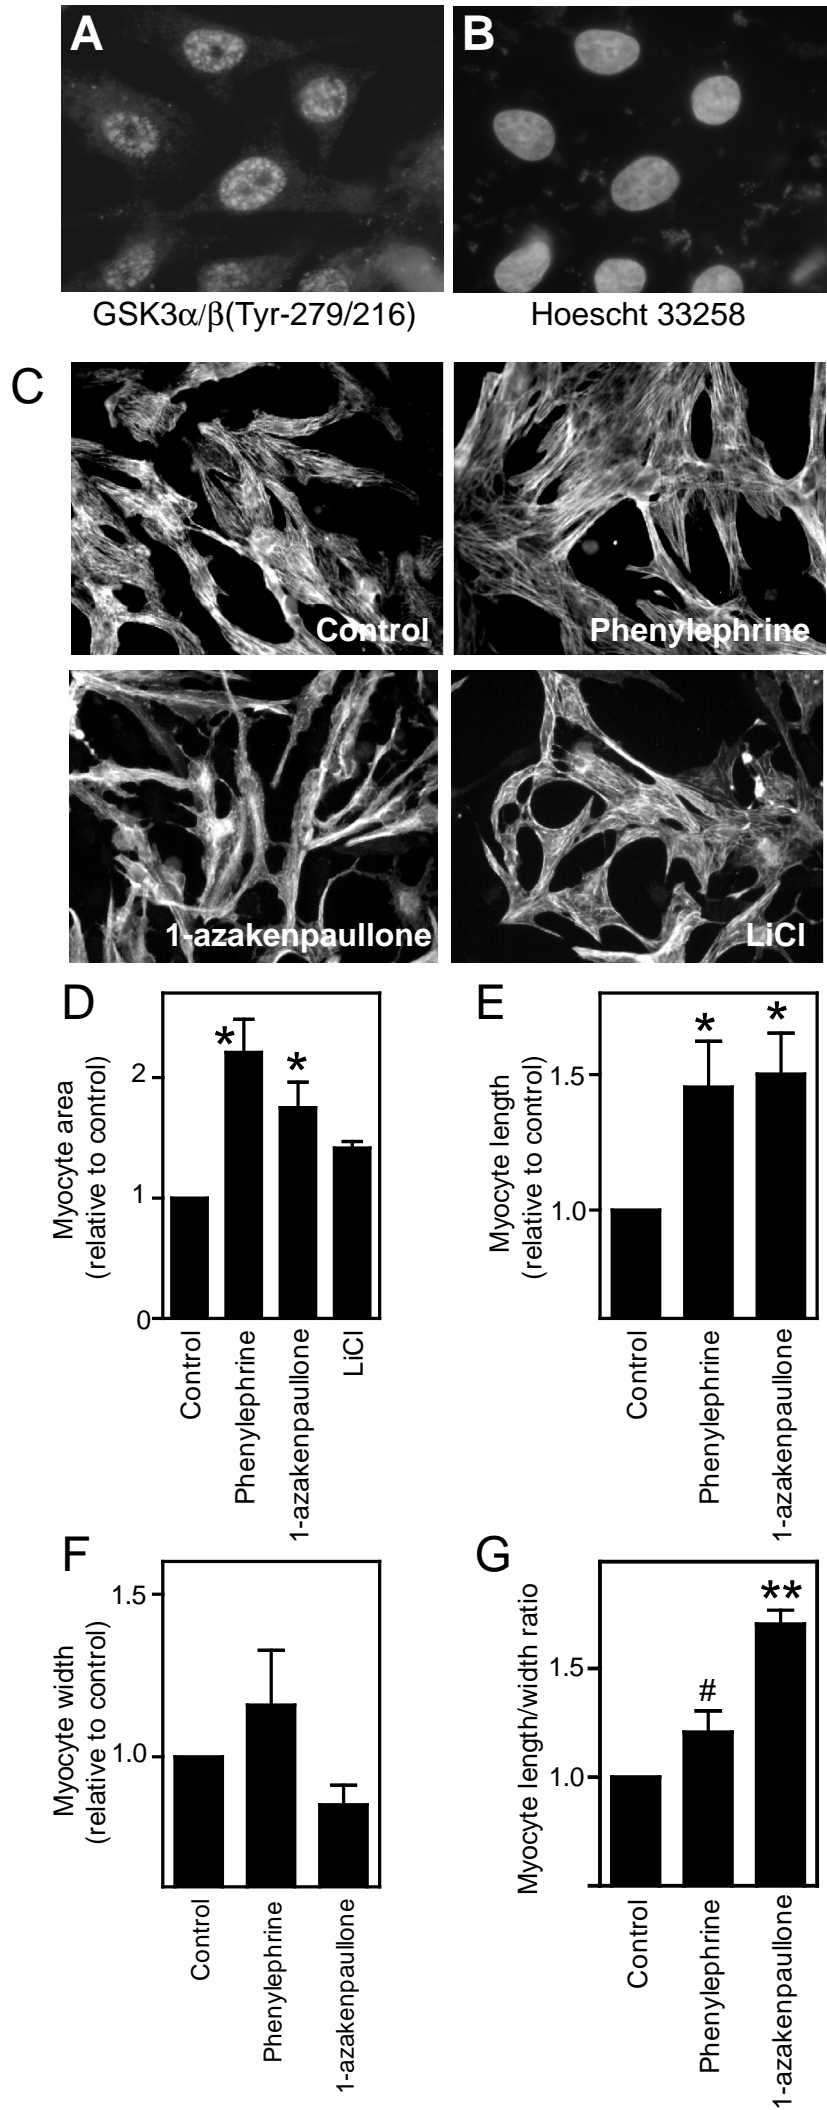 A
B
GSK3α/β(Tyr-279/216)
Hoescht 33258
C
Control
Phenylephrine
1-azakenpaullone
LiCl
D
Myocyte area
(relative to control)
2
1
0
*
*
Control
Phenylephrine
1-azakenpaullone
LiCl
E
Myocyte length
(relative to control)
1.5
1.0
*
*
Control
Phenylephrine
1-azakenpaullone
F
Myocyte width
(relative to control)
1.5
1.0
Control
Phenylephrine
1-azakenpaullone
G
Myocyte length/width ratio
1.5
1.0
#
**
Control
Phenylephrine
1-azakenpaullone